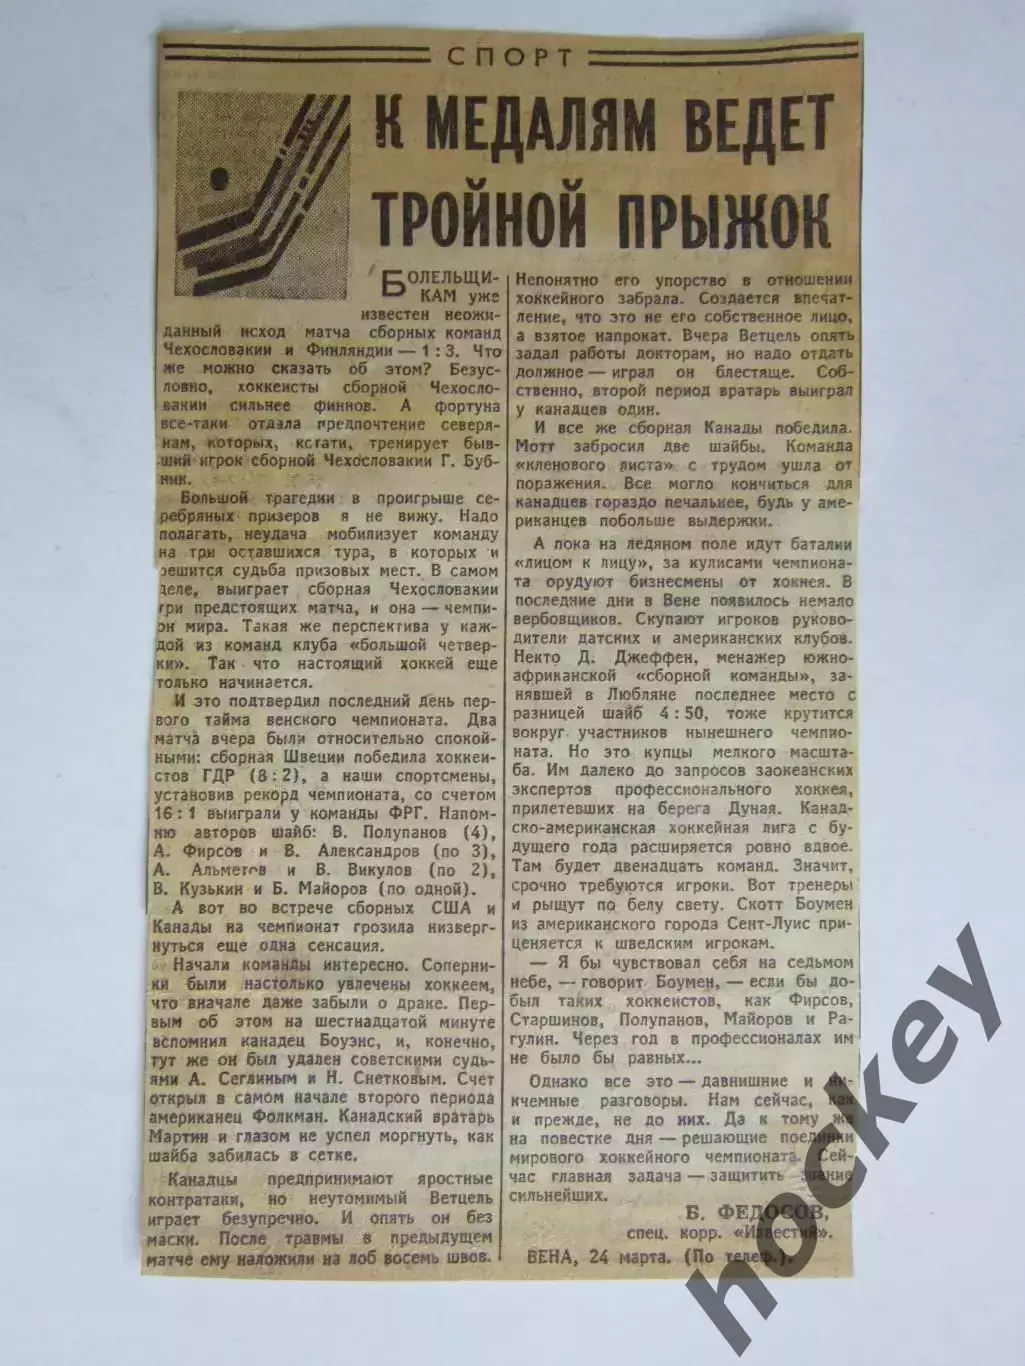 СПОРТ
К МЕДАЛЯМ ВЕДЕТ
ТРОЙНОЙ ПРЫЖОК
БОЛЕЛЬЩИ-
КАМ уже
известен неожи-
данный исход матча сборных команд
Чехословакии и Финляндии — 1:3. Что
же можно сказать об этом? Безус-
ловно, хоккеисты сборной Чехосло-
вакии сильнее финнов. А фортуна
все-таки отдала предпочтение северя-
нам, которых, кстати, тренирует быв-
ший игрок сборной Чехословакии Г. Буб-
ник.
Большой трагедии в проигрыше се-
ребряных призеров я не вижу. Надо
полагать, неудача мобилизует команду
на три оставшихся тура, в которых и
решится судьба призовых мест. В самом
деле, выиграет сборная Чехословакии
три предстоящих матча, и она — чемпи-
он мира. Такая же перспектива у каж-
дой из команд клуба «большой четвер-
ки». Так что настоящий хоккей еще
только начинается.
И это подтвердил последний день пер-
вого тайма венского чемпионата. Два
матча вчера были относительно спокой-
ными: сборная Швеции победила хоккеи-
стов ГДР (8:2), а наши спортсмены,
установив рекорд чемпионата, со счетом
16:1 выиграли у команды ФРГ. Напом-
ню авторов шайб: В. Полупанов (4),
А. Фирсов и В. Александров (по 3),
А. Альметов и В. Викулов (по 2),
В. Кузькин и Б. Майоров (по одной).
А вот во встрече сборных США и
Канады на чемпионат грозила низверг-
нуться еще одна сенсация.
Начали команды интересно. Соперни-
ки были настолько увлечены хоккеем,
что вначале даже забыли о драке. Пер-
вым об этом на шестнадцатой минуте
вспомнил канадец Боуэнс, и, конечно,
тут же он был удален советскими судь-
ями А. Сеглиным и Н. Снетковым. Счет
открыл в самом начале второго периода
американец Фолкман. Канадский вратарь
Мартин и глазом не успел моргнуть, как
шайба забилась в сетке.
Канадцы предпринимают яростные
контратаки, но неутомимый Ветцель
играет безупречно. И опять он без
маски. После травмы в предыдущем
матче ему наложили на лоб восемь швов.
Непонятно его упорство в отношении
хоккейного забрала. Создается впечат-
ление, что это не его собственное лицо,
а взятое напрокат. Вчера Ветцель опять
задал работы докторам, но надо отдать
должное — играл он блестяще. Соб-
ственно, второй период вратарь выиграл
у канадцев один.
И все же сборная Канады победила.
Мотт забросил две шайбы. Команда
«кленового листа» с трудом ушла от
поражения. Все могло кончиться для
канадцев гораздо печальнее, будь у аме-
риканцев побольше выдержки.
А пока на ледяном поле идут баталии
«лицом к лицу», за кулисами чемпиона-
та орудуют бизнесмены от хоккея. В
последние дни в Вене появилось немало
вербовщиков. Скупают игроков руково-
дители датских и американских клубов.
Некто Д. Джеффен, менажер южно-
африканской «сборной команды», за-
нявшей в Любляне последнее место с
разницей шайб 4:50, тоже крутится
вокруг участников нынешнего чемпио-
ната. Но это купцы мелкого масшта-
ба. Им далеко до запросов заокеанских
экспертов профессионального хоккея,
прилетевших на берега Дуная. Канад-
ско-американская хоккейная лига с бу-
дущего года расширяется ровно вдвое.
Там будет двенадцать команд. Значит,
срочно требуются игроки. Вот тренеры
и рыщут по белу свету. Скотт Боумен
из американского города Сент-Луис при-
ценяется к шведским игрокам.
— Я бы чувствовал себя на седьмом
небе, — говорит Боумен, — если бы до-
был таких хоккеистов, как Фирсов,
Старшинов, Полупанов, Майоров и Ра-
гулин. Через год в профессионалах им
не было бы равных...
Однако все это — давнишние и ни-
кчемные разговоры. Нам сейчас, как
и прежде, не до них. Да к тому же
на повестке дня — решающие поединки
мирового хоккейного чемпионата. Сей-
час главная задача — защитить звание
сильнейших.
Б. ФЕДОСОВ,
спец. корр. «Известий».
ВЕНА, 24 марта. (По телеф.).
hockey